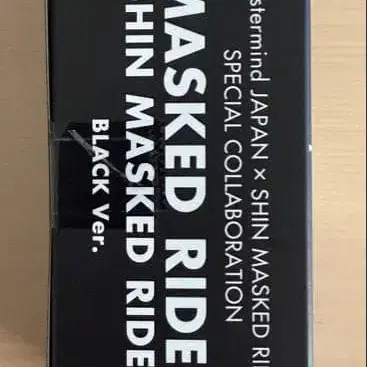 stermind JAPAN × SHIN MASKED RI
SPECIAL COLLABORATION
MASKED RIDE
SHIN MASKED RIDE
BLACK Ver.